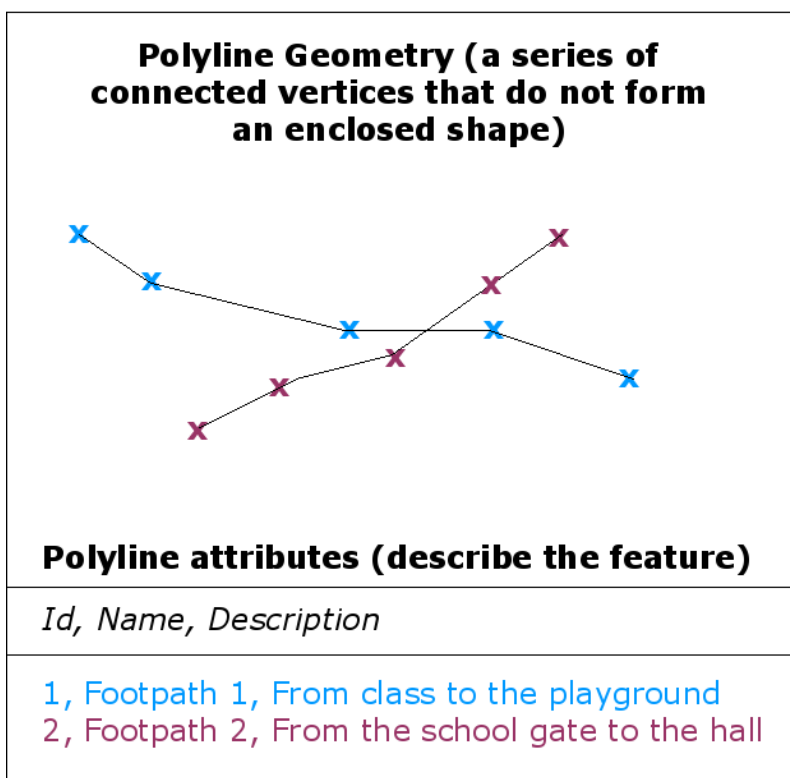 Polyline Geometry (a series of
connected vertices that do not form
an enclosed shape)
X X X X X
X X X X X
Polyline attributes (describe the feature)
Id, Name, Description
1, Footpath 1, From class to the playground
2, Footpath 2, From the school gate to the hall